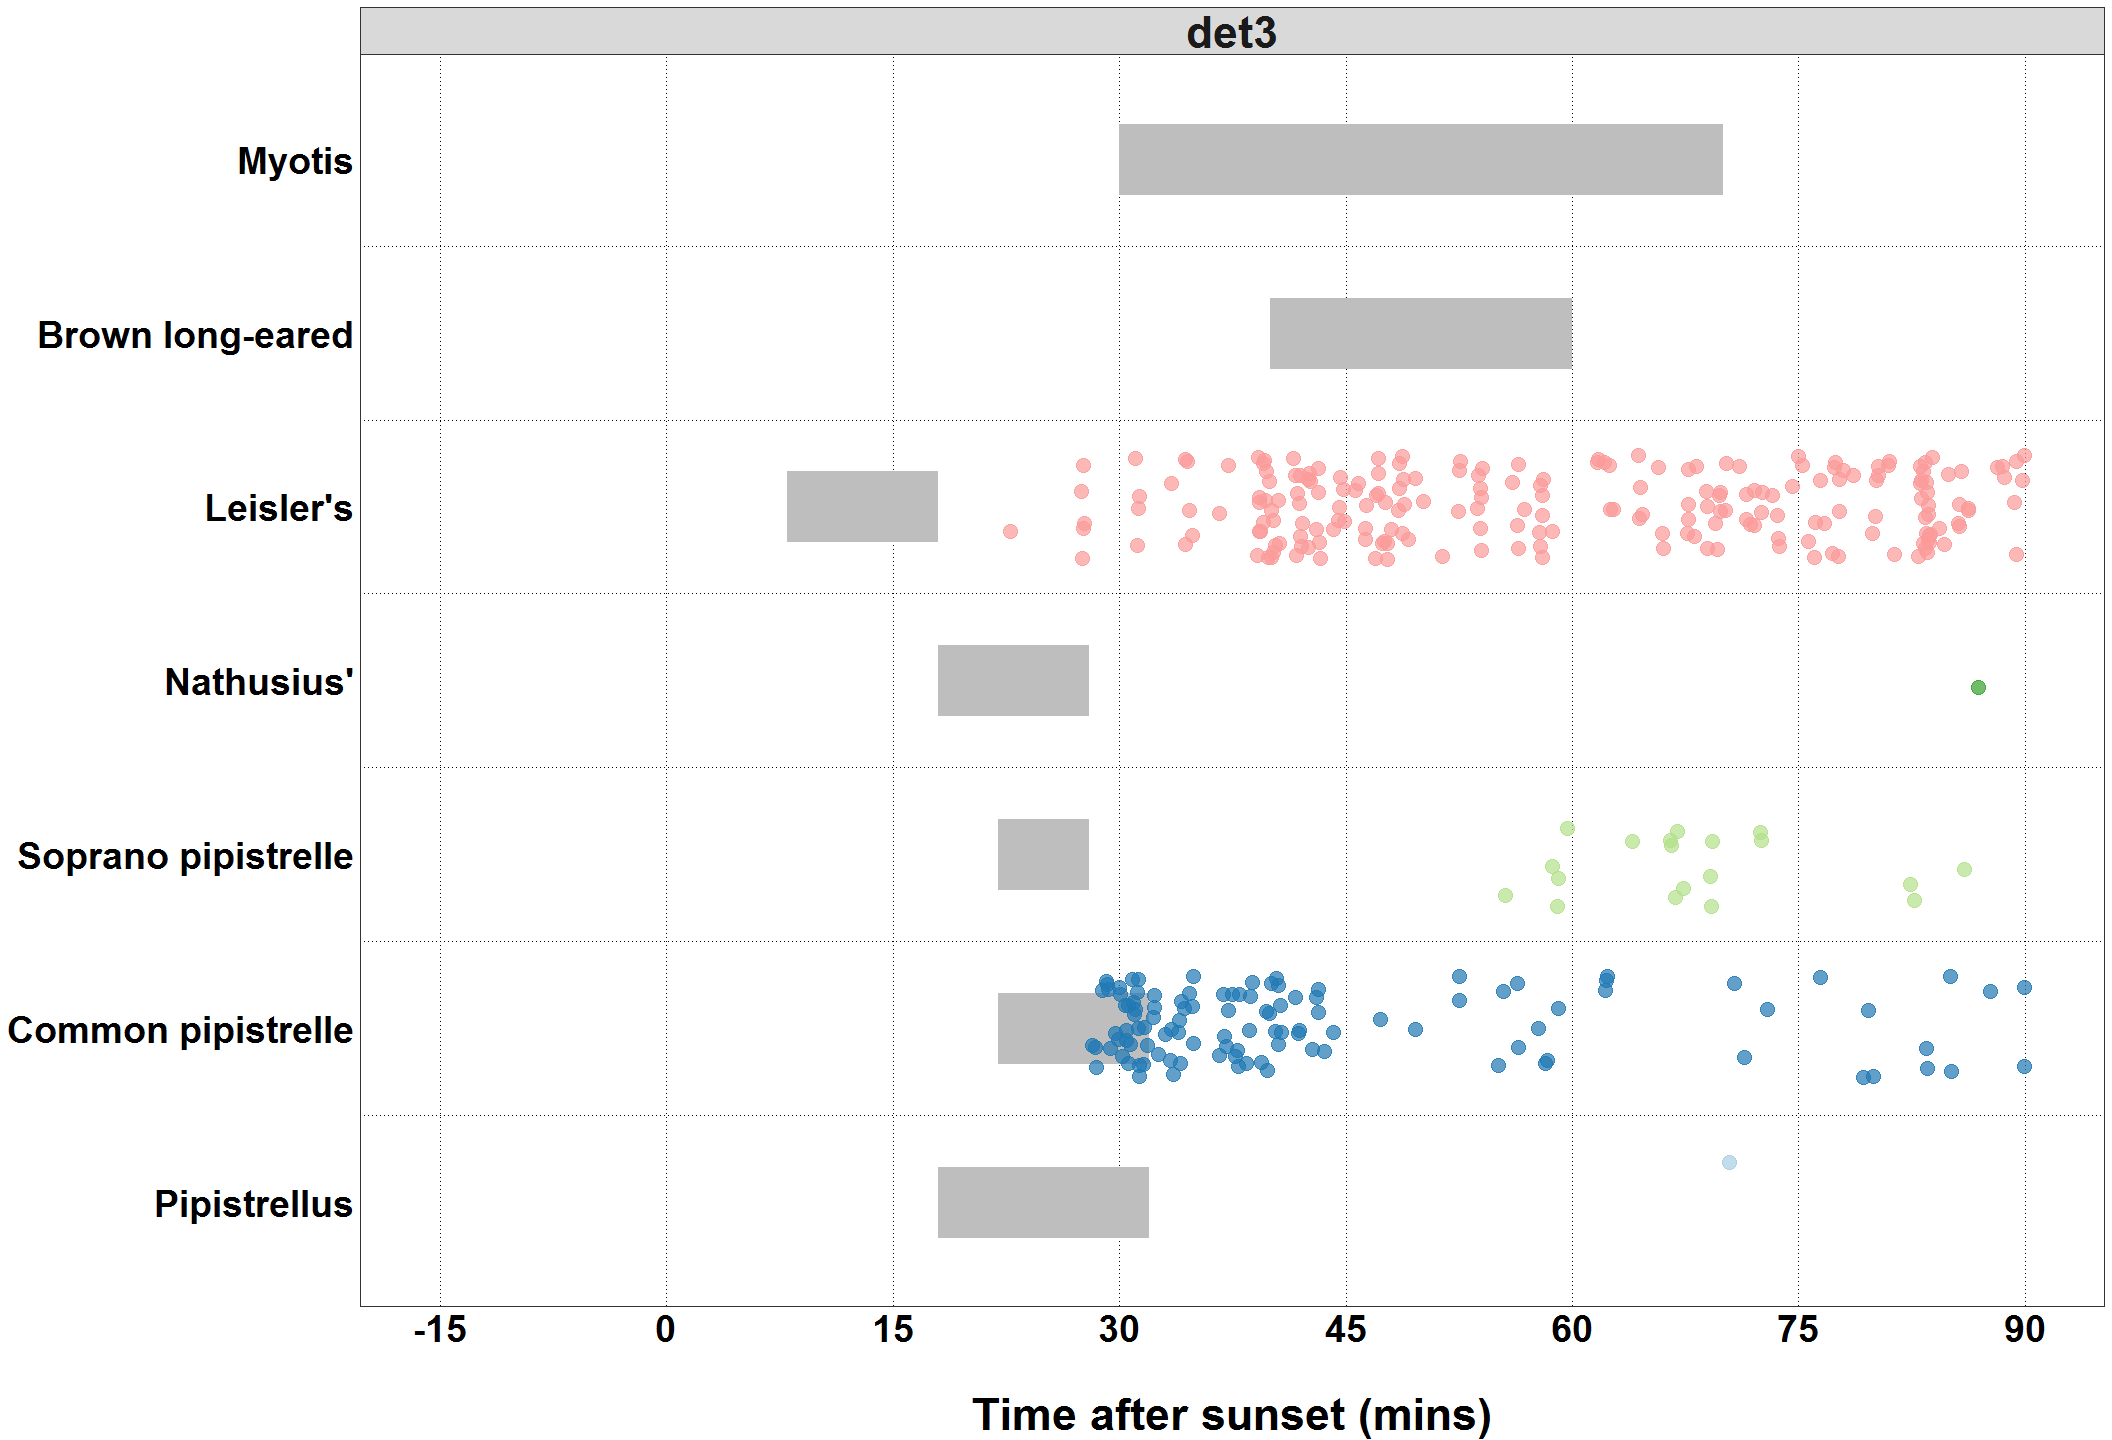 det3
Myotis
Brown long-eared
Leisler's
Nathusius'
Soprano pipistrelle
Common pipistrelle
Pipistrellus
-15 0 15 30 45 60 75 90
Time after sunset (mins)